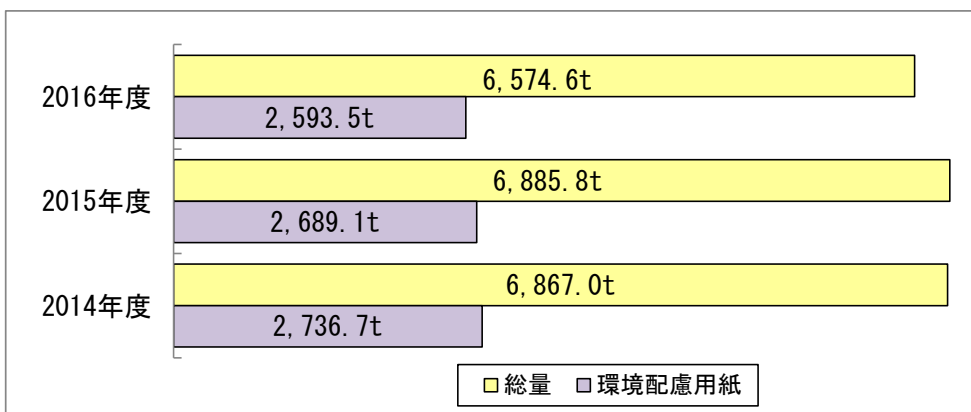 6,574.6t
2016年度
2,593.5t
6,885.8t
2015年度
2,689.1t
6,867.0t
2014年度
2,736.7t
総量 環境配慮用紙